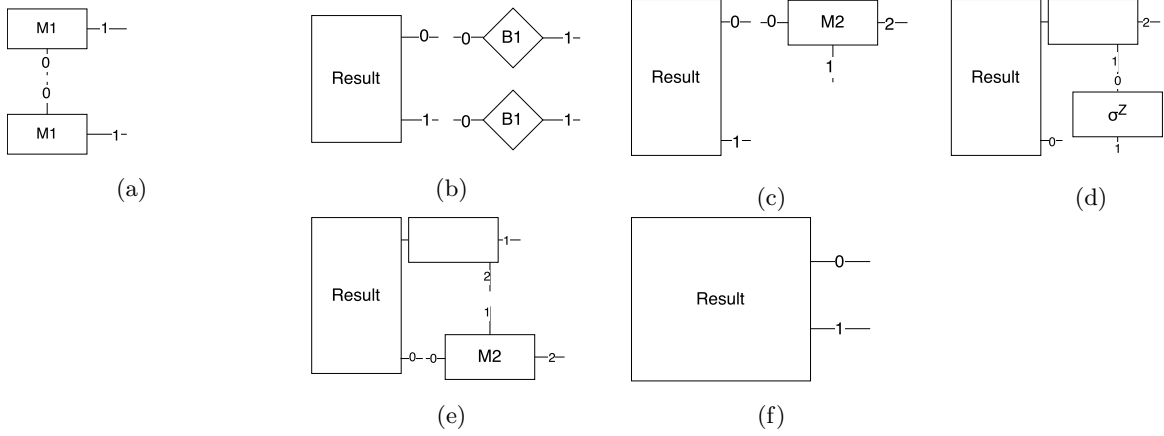 M1 1
0
0
M1 1
(a)
Result 0 0 B1 1
1 0 B1 1
(b)
Result 0 0 M2 2
1
1
(c)
2
1
0
σZ
0
1
(d)
Result 1
2
1
0 0 M2 2
(e)
Result 0
1
(f)